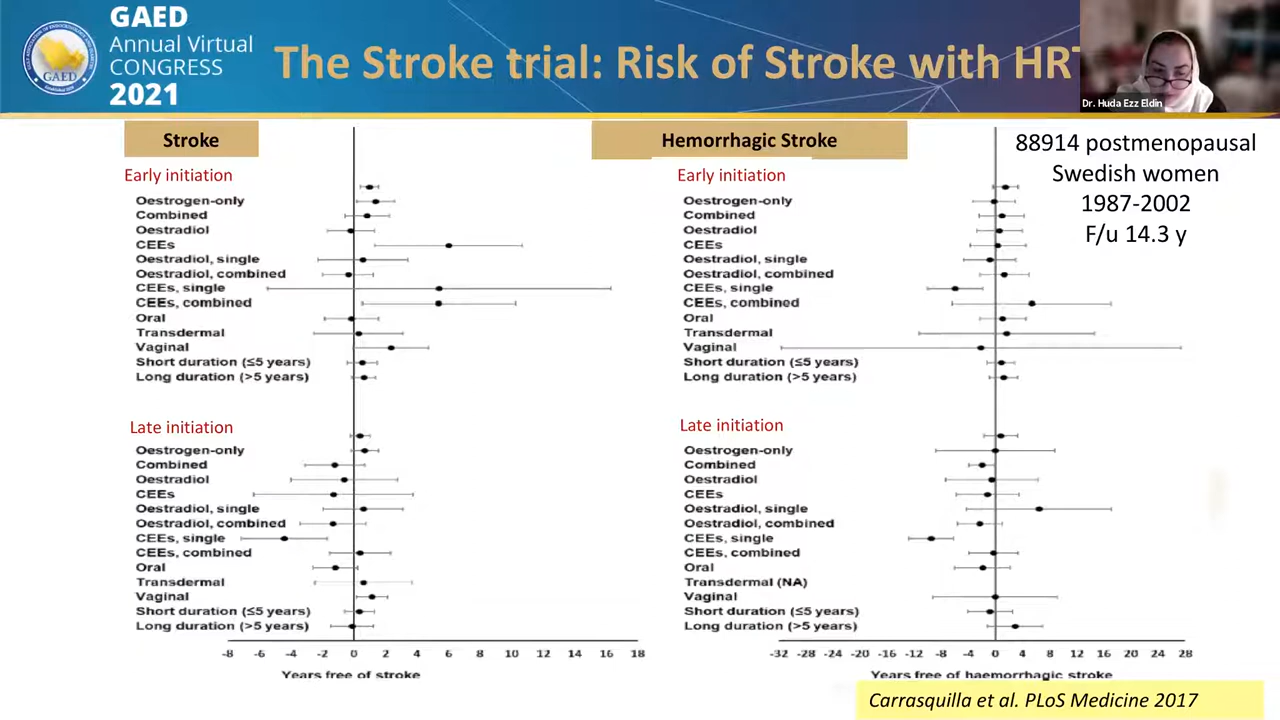 GAED
Annual Virtual
CONGRESS
2021
GAED
The Stroke trial: Risk of Stroke with HRT
Dr. Huda Ezz Eldin
Stroke
Early initiation
Oestrogen-only
Combined
Oestradiol
CEEs
Oestradiol, single
Oestradiol, combined
CEEs, single
CEEs, combined
Oral
Transdermal
Vaginal
Short duration (≤5 years)
Long duration (>5 years)
Late initiation
Oestrogen-only
Combined
Oestradiol
CEEs
Oestradiol, single
Oestradiol, combined
CEEs, single
CEEs, combined
Oral
Transdermal
Vaginal
Short duration (≤5 years)
Long duration (>5 years)
-8 -6 -4 -2 0 2 4 6 8 10 12 14 16 18
Years free of stroke
Hemorrhagic Stroke
Early initiation
Oestrogen-only
Combined
Oestradiol
CEEs
Oestradiol, single
Oestradiol, combined
CEEs, single
CEEs, combined
Oral
Transdermal
Vaginal
Short duration (≤5 years)
Long duration (>5 years)
Late initiation
Oestrogen-only
Combined
Oestradiol
CEEs
Oestradiol, single
Oestradiol, combined
CEEs, single
CEEs, combined
Oral
Transdermal (NA)
Vaginal
Short duration (≤5 years)
Long duration (>5 years)
-32 -28 -24 -20 -16 -12 -8 -4 0 4 8 12 16 20 24 28
Years free of haemorrhagic stroke
88914 postmenopausal
Swedish women
1987-2002
F/u 14.3 y
Carrasquilla et al. PLoS Medicine 2017